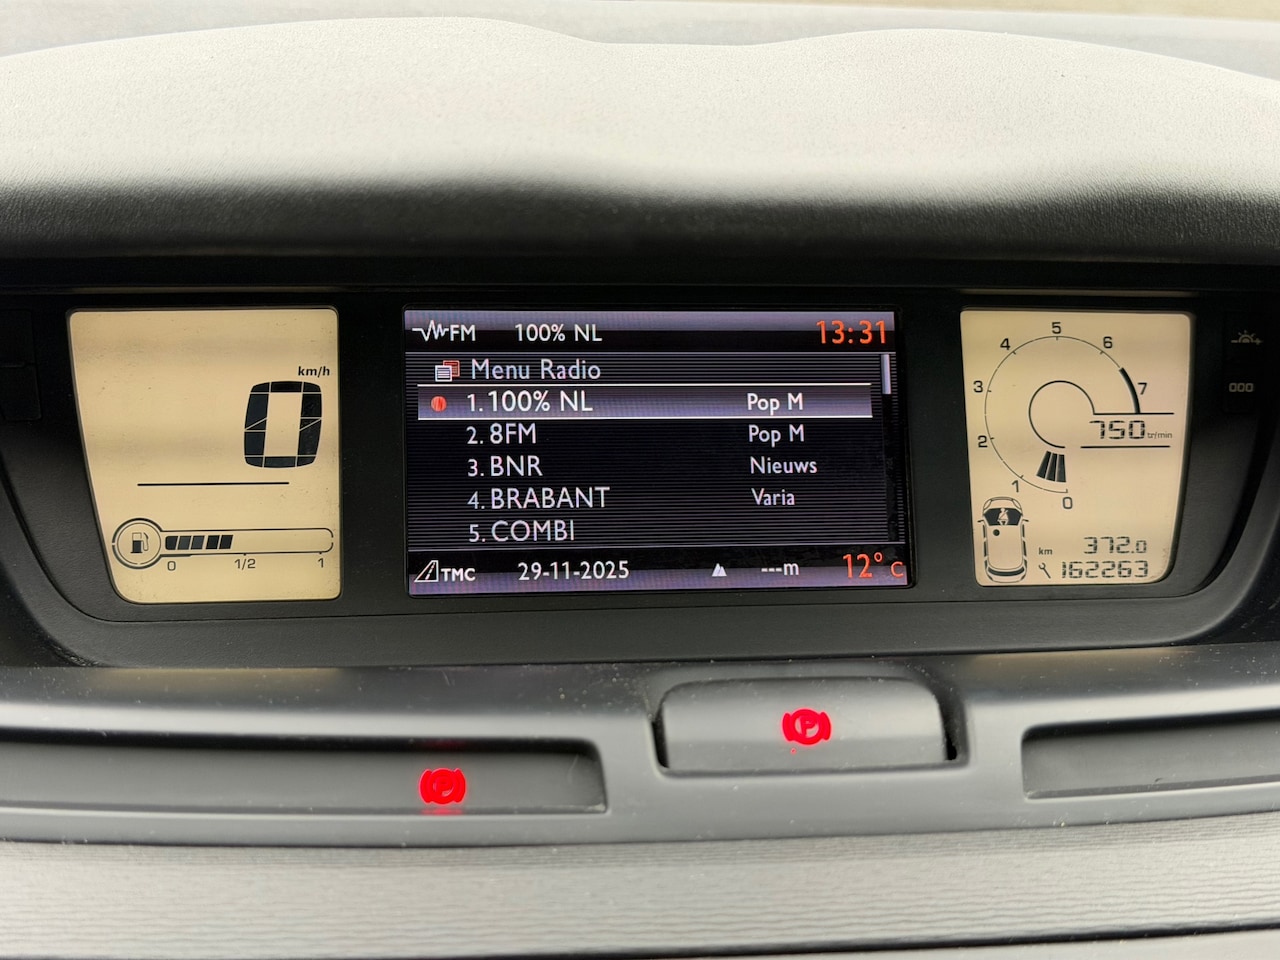 km/h
0
0 1/2 1
FM 100% NL 13:31
Menu Radio
1. 100% NL Pop M
2. 8FM Pop M
3. BNR Nieuws
4. BRABANT Varia
5. COMBI
TMC 29-11-2025 ---m 12° C
0 1 2 3 4 5 6 7
750 tr/min
km 372.0
162263
P
P